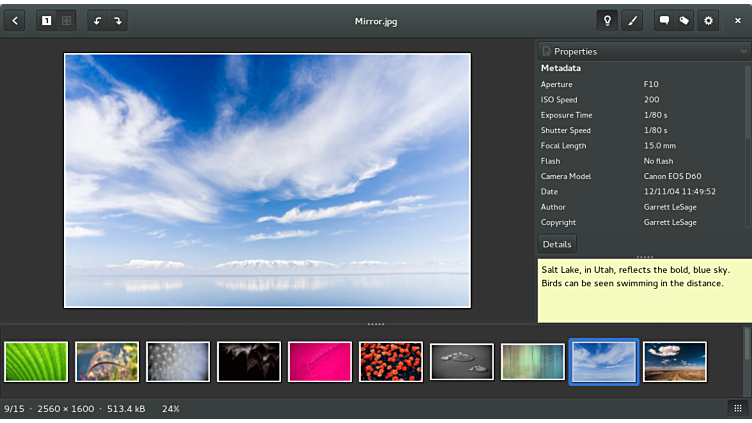 1
Mirror.jpg
Properties
Metadata
Aperture F10
ISO Speed 200
Exposure Time 1/80 s
Shutter Speed 1/80 s
Focal Length 15.0 mm
Flash No flash
Camera Model Canon EOS D60
Date 12/11/04 11:49:52
Author Garrett LeSage
Copyright Garrett LeSage
Details
Salt Lake, in Utah, reflects the bold, blue sky.
Birds can be seen swimming in the distance.
9/15 · 2560 × 1600 · 513.4 kB 24%